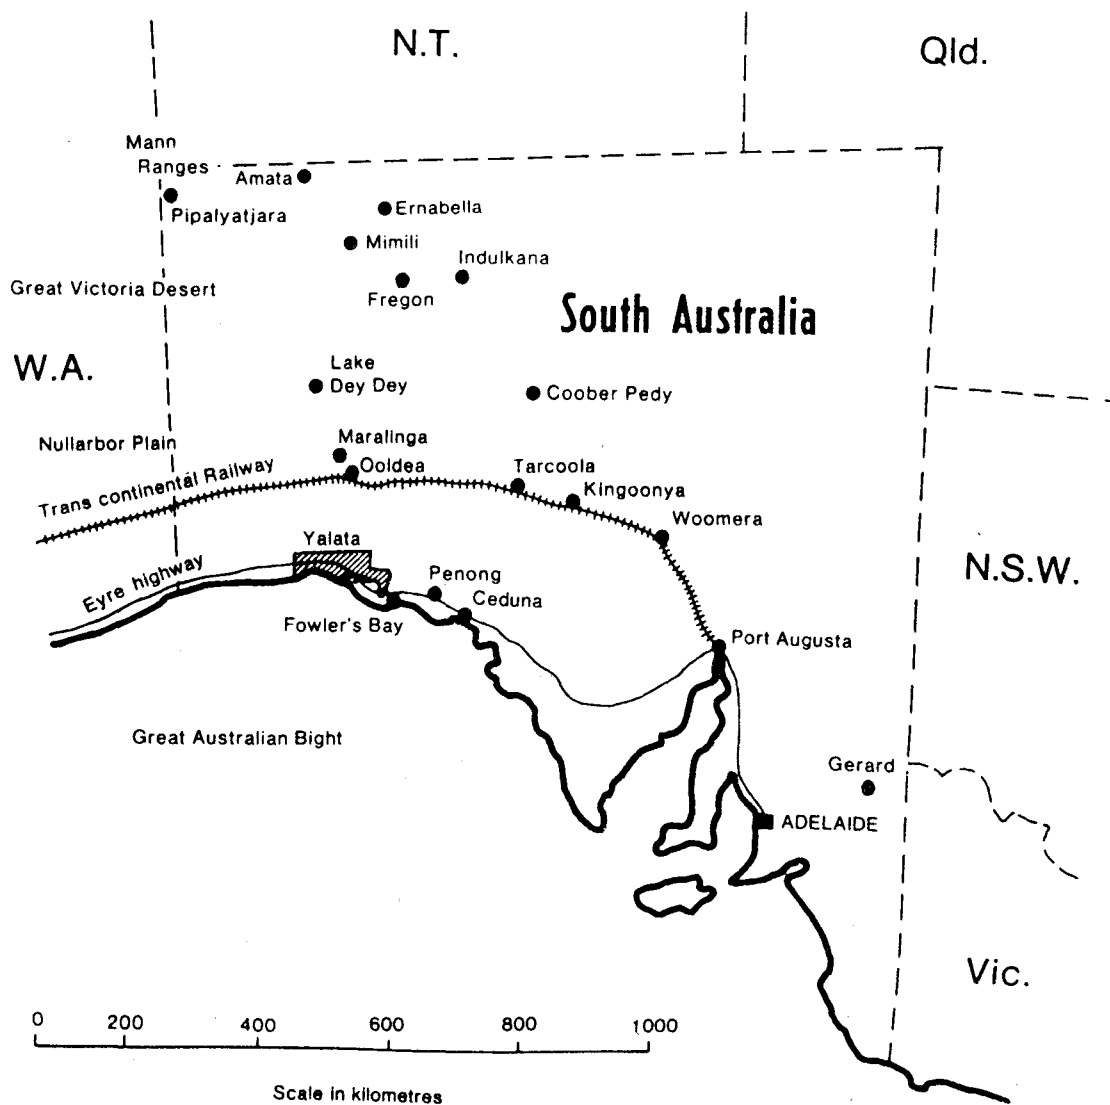 N.T.
Qld.
Mann
Ranges
Amata
Pipalyatjara
Ernabella
Mimili
Indulkana
Fregon
Great Victoria Desert
South Australia
W.A.
Lake
Dey Dey
Coober Pedy
Nullarbor Plain
Maralinga
Ooldea
Trans continental Railway
Tarcoola
Kingoonya
Woomera
Yalata
Eyre highway
Penong
Ceduna
N.S.W.
Fowler's Bay
Port Augusta
Great Australian Bight
Gerard
ADELAIDE
Vic.
0 200 400 600 800 1000
Scale in kilometres